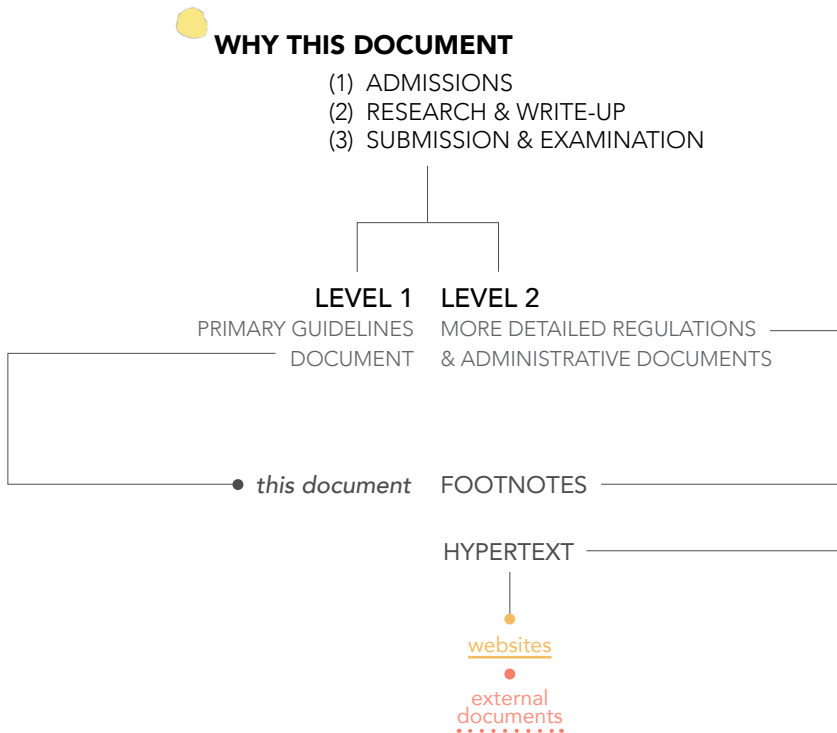 WHY THIS DOCUMENT
(1) ADMISSIONS
(2) RESEARCH & WRITE-UP
(3) SUBMISSION & EXAMINATION
LEVEL 1
PRIMARY GUIDELINES
DOCUMENT
LEVEL 2
MORE DETAILED REGULATIONS
& ADMINISTRATIVE DOCUMENTS
this document
FOOTNOTES
HYPERTEXT
websites
external
documents